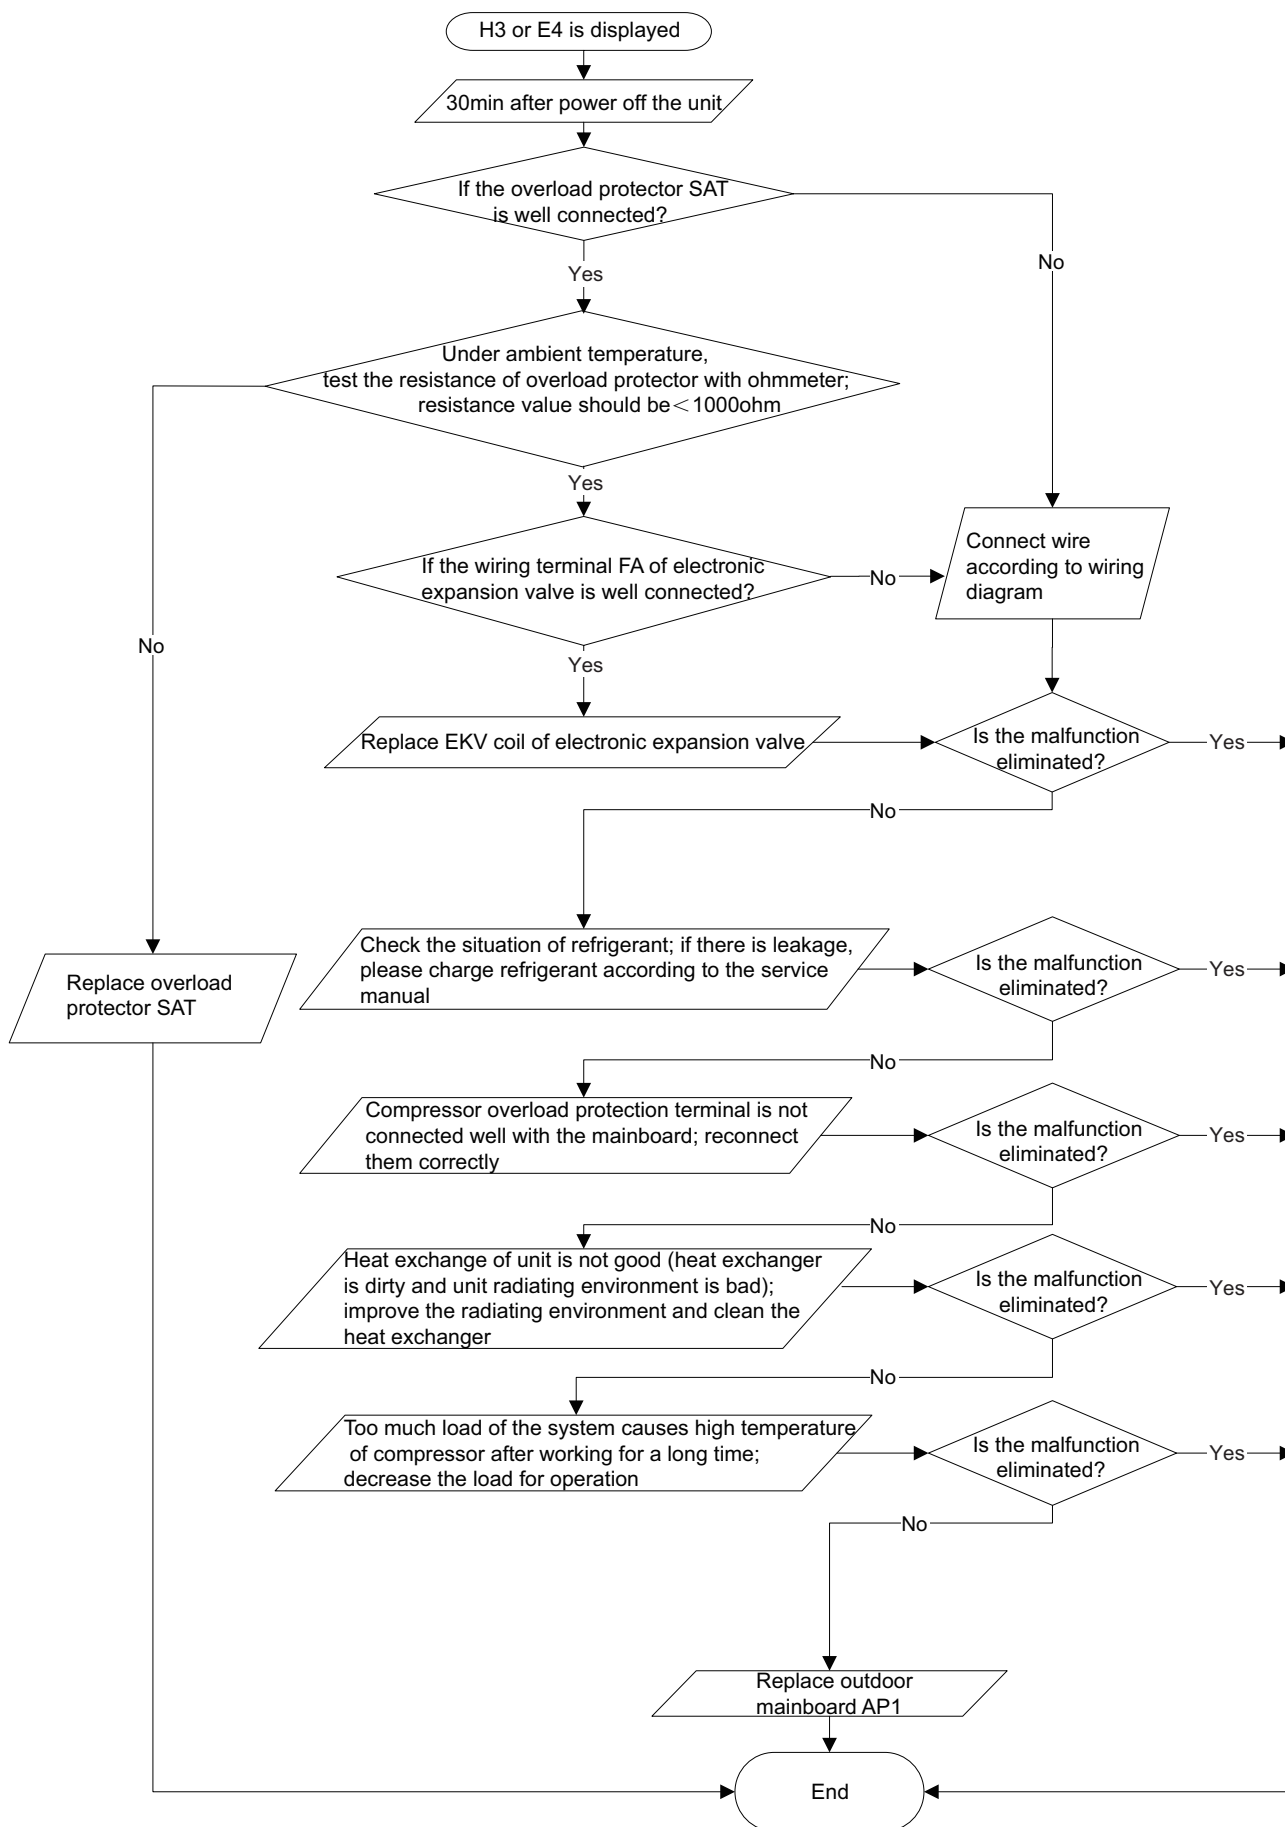 H3 or E4 is displayed
30min after power off the unit
If the overload protector SAT
is well connected?
No
Yes
Under ambient temperature,
test the resistance of overload protector with ohmmeter;
resistance value should be＜1000ohm
Yes
If the wiring terminal FA of electronic
expansion valve is well connected?
No
Connect wire
according to wiring
diagram
No
Yes
Replace EKV coil of electronic expansion valve
Is the malfunction
eliminated?
Yes
No
Check the situation of refrigerant; if there is leakage,
please charge refrigerant according to the service
manual
Is the malfunction
eliminated?
Yes
Replace overload
protector SAT
No
Compressor overload protection terminal is not
connected well with the mainboard; reconnect
them correctly
Is the malfunction
eliminated?
Yes
No
Heat exchange of unit is not good (heat exchanger
is dirty and unit radiating environment is bad);
improve the radiating environment and clean the
heat exchanger
Is the malfunction
eliminated?
Yes
No
Too much load of the system causes high temperature
of compressor after working for a long time;
decrease the load for operation
Is the malfunction
eliminated?
Yes
No
Replace outdoor
mainboard AP1
End